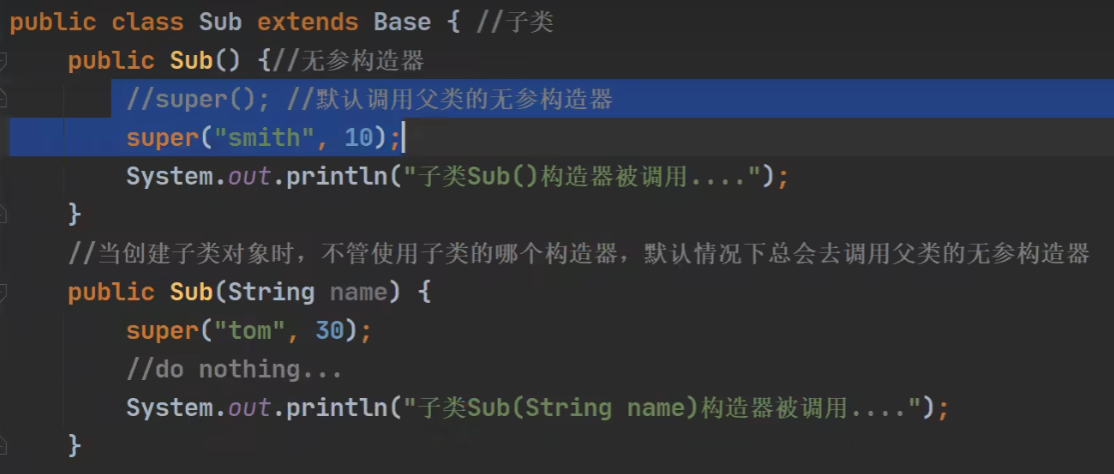 public class Sub extends Base { //子类
public Sub() {//无参构造器
//super(); //默认调用父类的无参构造器
super("smith", 10);
System.out.println("子类Sub()构造器被调用....");
}
//当创建子类对象时，不管使用子类的哪个构造器，默认情况下总会去调用父类的无参构造器
public Sub(String name) {
super("tom", 30);
//do nothing...
System.out.println("子类Sub(String name)构造器被调用....");
}